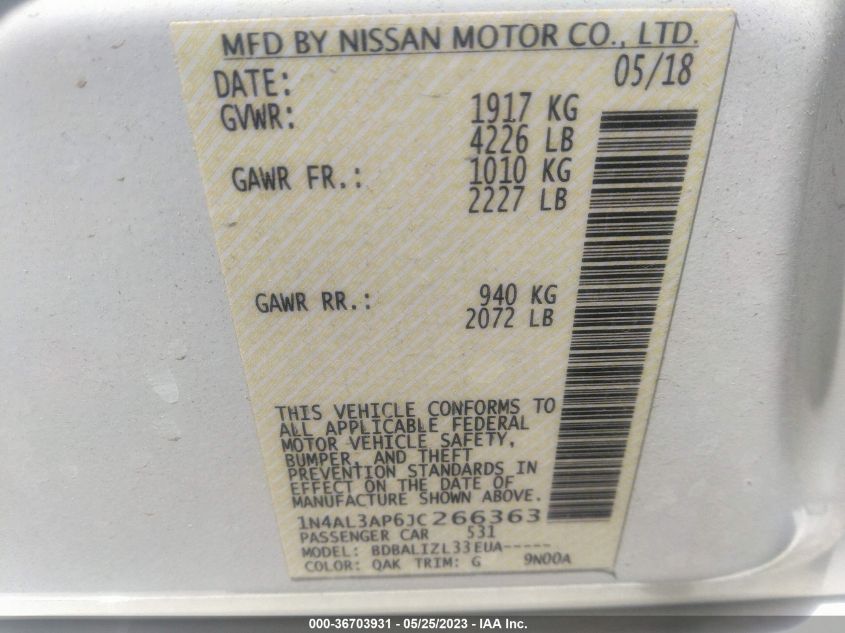 MFD BY NISSAN MOTOR CO., LTD.
DATE: 05/18
GVWR: 1917 KG
4226 LB
GAWR FR.: 1010 KG
2227 LB
GAWR RR.: 940 KG
2072 LB
THIS VEHICLE CONFORMS TO
ALL APPLICABLE FEDERAL
MOTOR VEHICLE SAFETY,
BUMPER, AND THEFT
PREVENTION STANDARDS IN
EFFECT ON THE DATE OF
MANUFACTURE SHOWN ABOVE.
1N4AL3AP6JC266363
PASSENGER CAR 531
MODEL: BDBALIZL33EUA-----
COLOR: QAK TRIM: G 9N00A
000-36703931 - 05/25/2023 - IAA Inc.